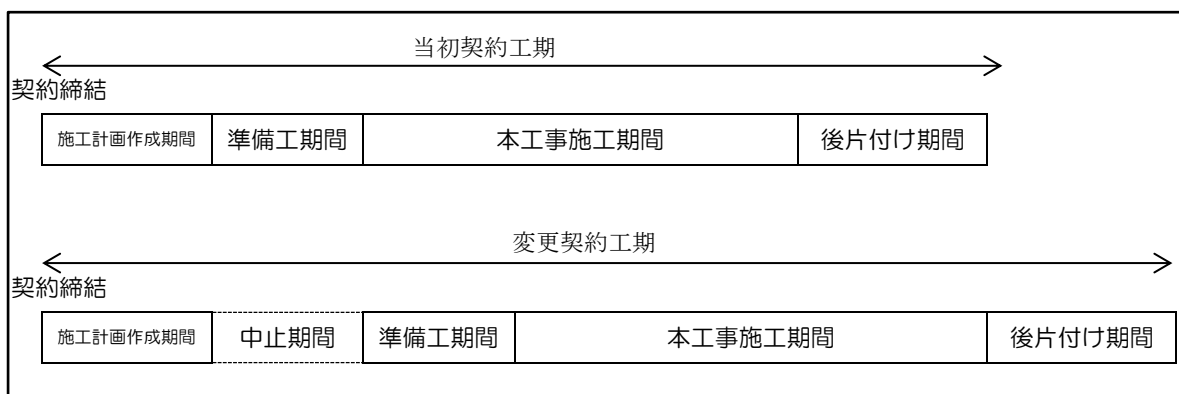 当初契約工期
契約締結
施工計画作成期間 準備工期間 本工事施工期間 後片付け期間
変更契約工期
契約締結
施工計画作成期間 中止期間 準備工期間 本工事施工期間 後片付け期間